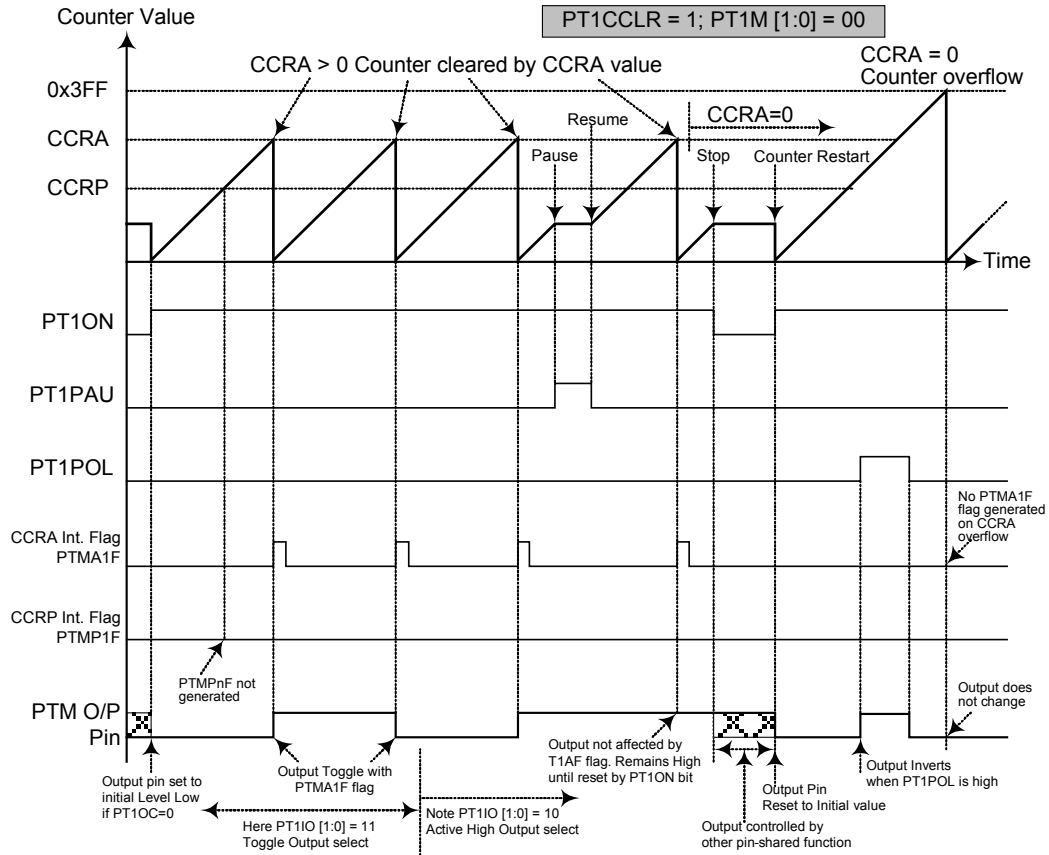 Counter Value
PT1CCLR = 1; PT1M [1:0] = 00
CCRA > 0 Counter cleared by CCRA value
CCRA = 0
Counter overflow
0x3FF
CCRA
CCRP
Resume
CCRA=0
Pause
Stop
Counter Restart
Time
PT1ON
PT1PAU
PT1POL
No PTMA1F
flag generated
on CCRA
overflow
CCRA Int. Flag
PTMA1F
CCRP Int. Flag
PTMP1F
PTMPnF not
generated
PTM O/P
Pin
Output does
not change
Output pin set to
initial Level Low
if PT1OC=0
Output Toggle with
PTMA1F flag
Here PT1IO [1:0] = 11
Toggle Output select
Note PT1IO [1:0] = 10
Active High Output select
Output not affected by
T1AF flag. Remains High
until reset by PT1ON bit
Output controlled by
other pin-shared function
Output Pin
Reset to Initial value
Output Inverts
when PT1POL is high